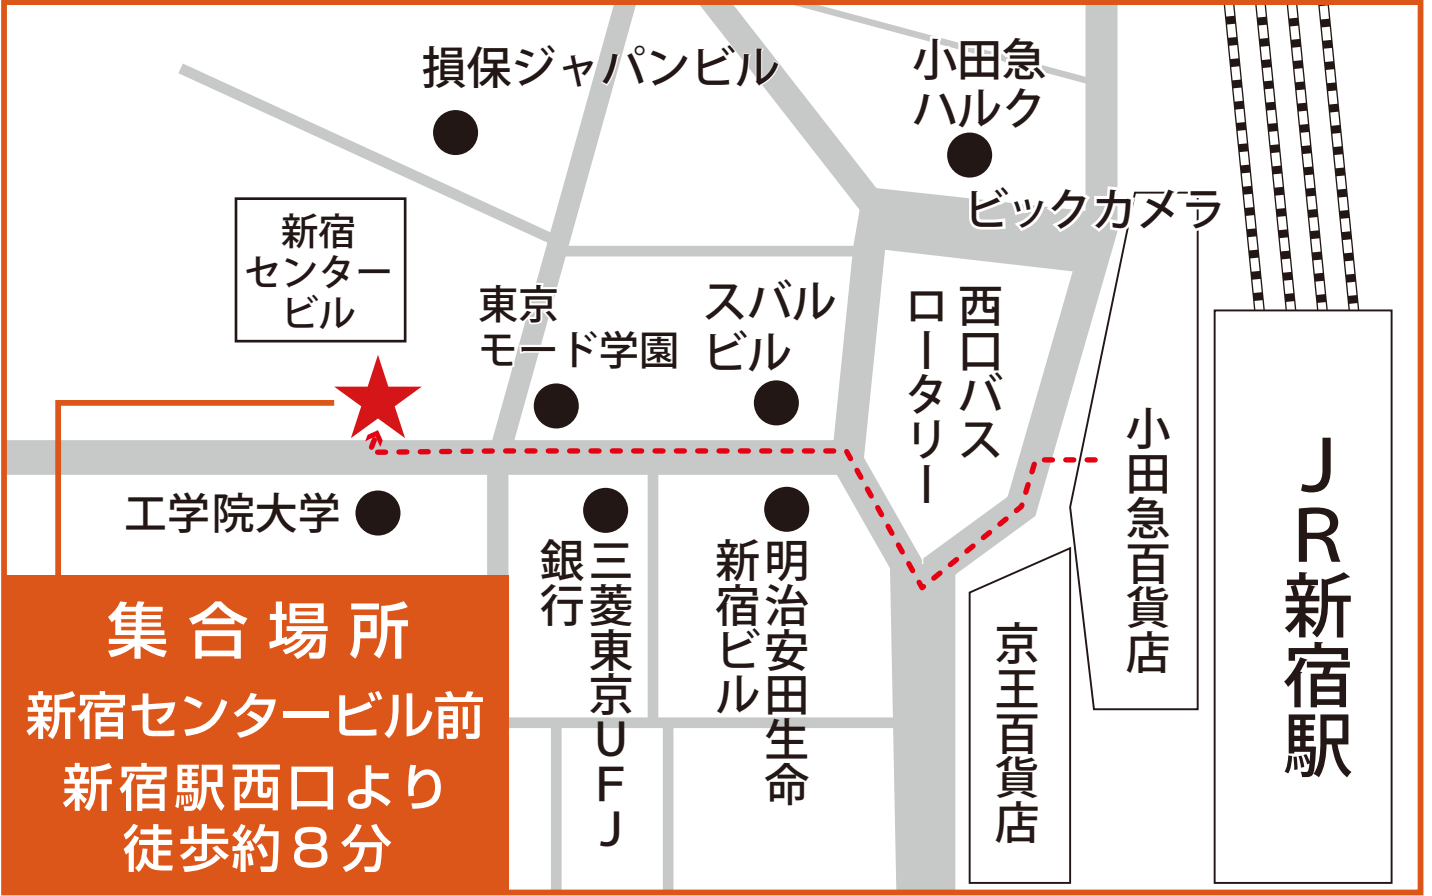 損保ジャパンビル
小田急
ハルク
ビックカメラ
新宿
センター
ビル
東京
モード学園
スバル
ビル
西口バス
ロータリー
小田急百貨店
JR新宿駅
工学院大学
三菱東京UFJ
銀行
明治安田生命
新宿ビル
京王百貨店
集合場所
新宿センタービル前
新宿駅西口より
徒歩約8分